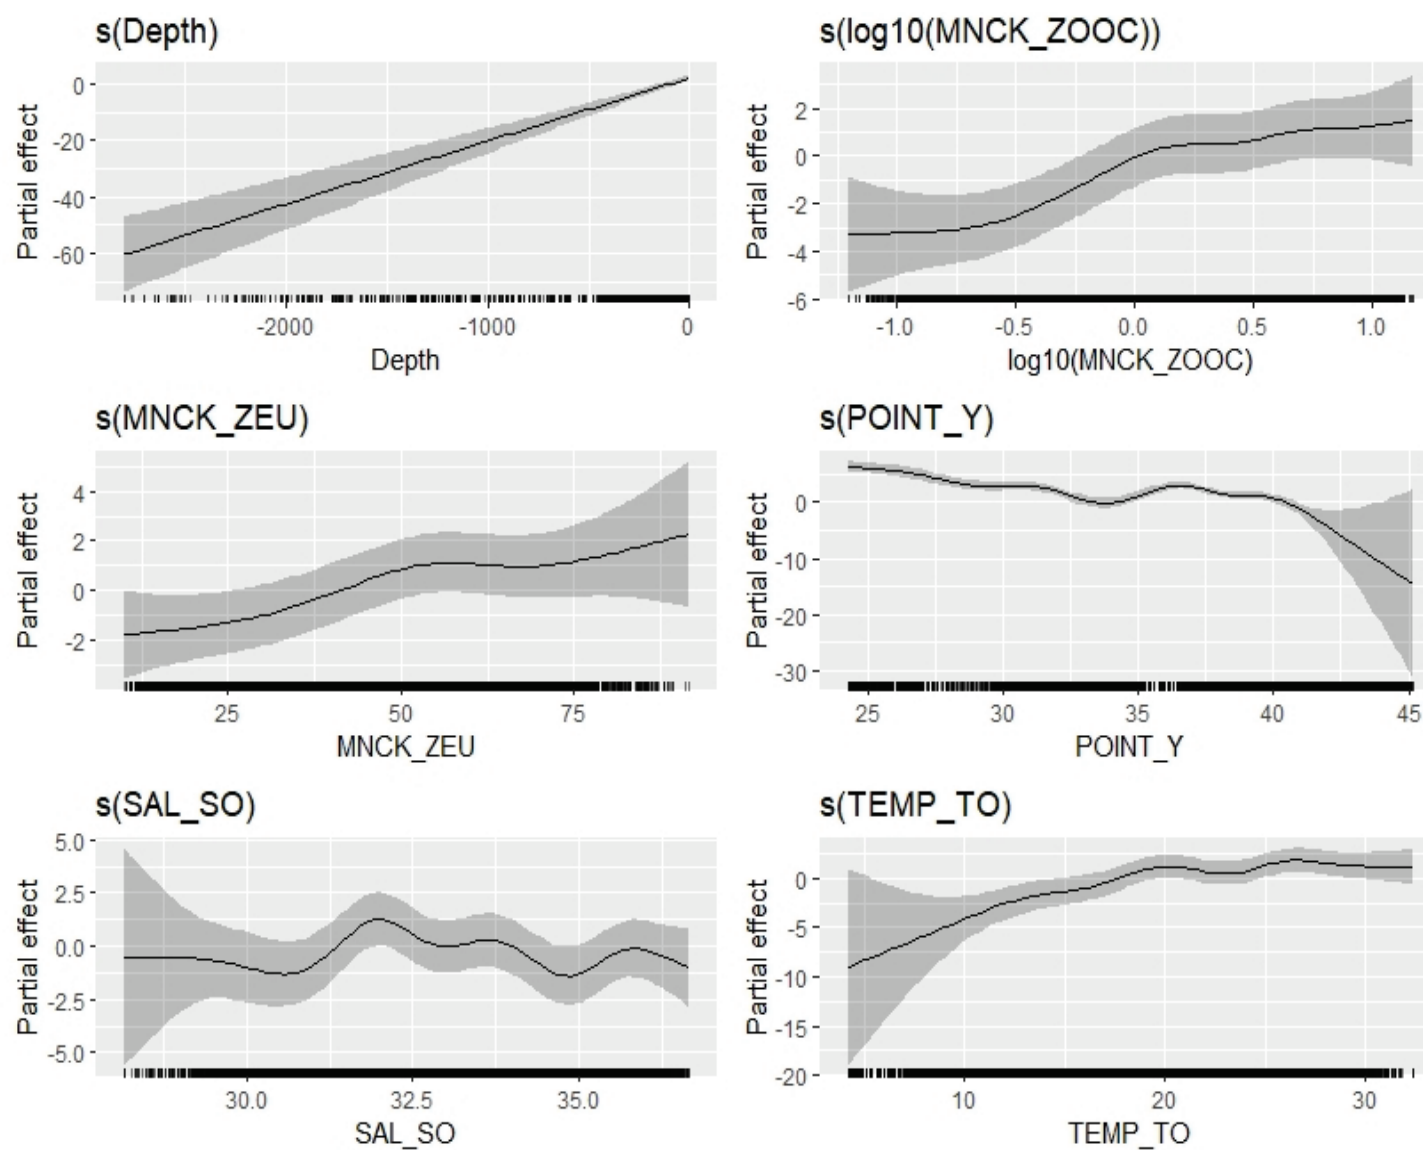 s(Depth)
Partial effect
0
-20
-40
-60
-2000
-1000
0
Depth
s(log10(MNCK_ZOOC))
Partial effect
2
0
-2
-4
-6
-1.0
-0.5
0.0
0.5
1.0
log10(MNCK_ZOOC)
s(MNCK_ZEU)
Partial effect
4
2
0
-2
25
50
75
MNCK_ZEU
s(POINT_Y)
Partial effect
0
-10
-20
-30
25
30
35
40
45
POINT_Y
s(SAL_SO)
Partial effect
5.0
2.5
0.0
-2.5
-5.0
30.0
32.5
35.0
SAL_SO
s(TEMP_TO)
Partial effect
0
-5
-10
-15
-20
10
20
30
TEMP_TO